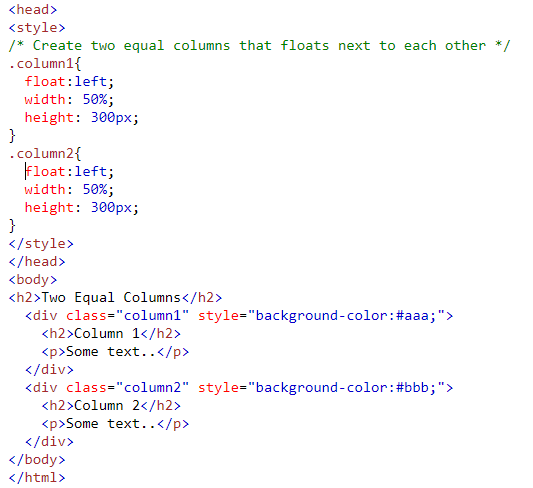 <head>
<style>
/* Create two equal columns that floats next to each other */
.column1{
  float:left;
  width: 50%;
  height: 300px;
}
.column2{
  float:left;
  width: 50%;
  height: 300px;
}
</style>
</head>
<body>
<h2>Two Equal Columns</h2>
  <div class="column1" style="background-color:#aaa;">
    <h2>Column 1</h2>
    <p>Some text..</p>
  </div>
  <div class="column2" style="background-color:#bbb;">
    <h2>Column 2</h2>
    <p>Some text..</p>
  </div>
</body>
</html>